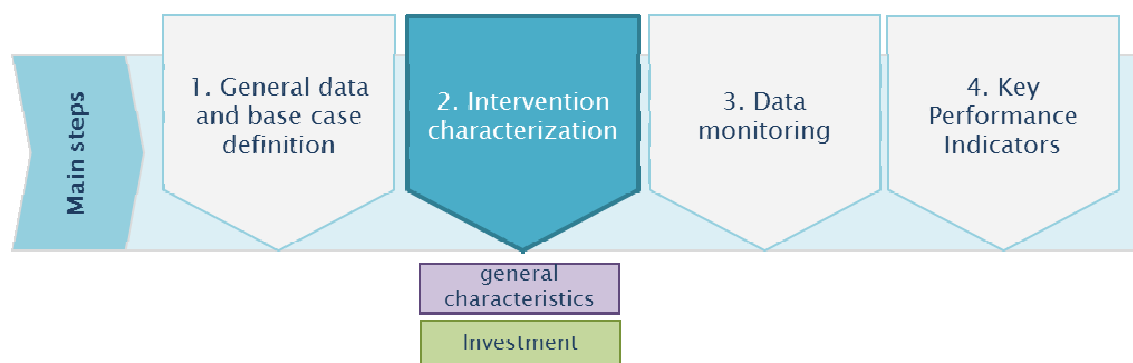 Main steps
1. General data
and base case
definition
2. Intervention
characterization
3. Data
monitoring
4. Key
Performance
Indicators
general
characteristics
Investment